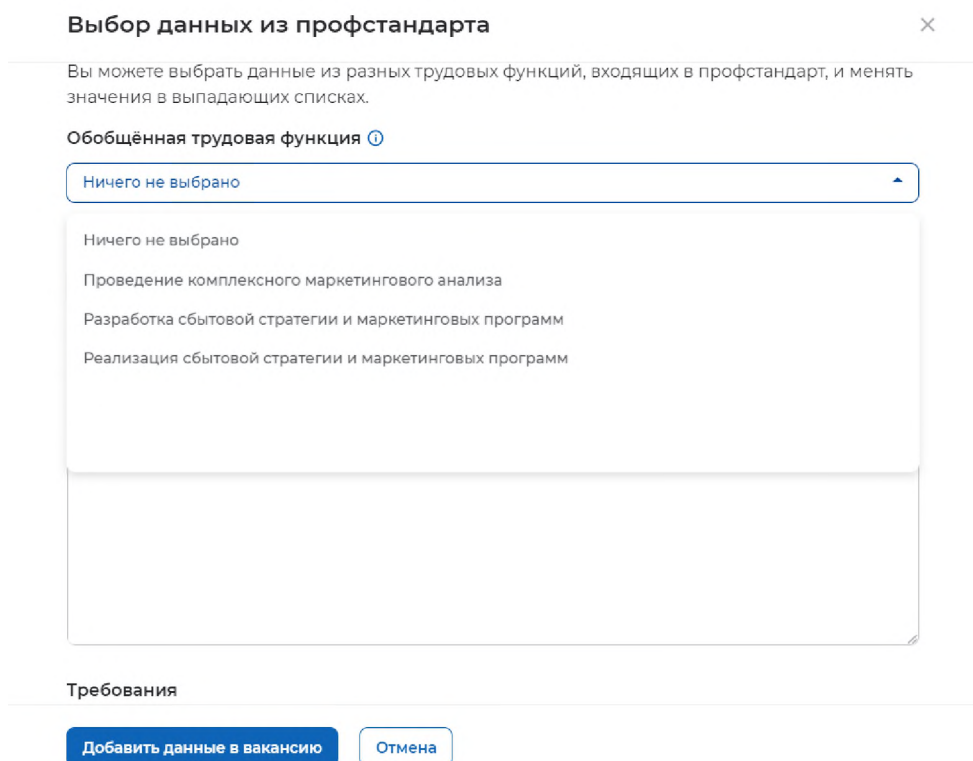 Выбор данных из профстандарта
Вы можете выбрать данные из разных трудовых функций, входящих в профстандарт, и менять
значения в выпадающих списках.
Обобщённая трудовая функция
Ничего не выбрано
Ничего не выбрано
Проведение комплексного маркетингового анализа
Разработка сбытовой стратегии и маркетинговых программ
Реализация сбытовой стратегии и маркетинговых программ
Требования
Добавить данные в вакансию
Отмена